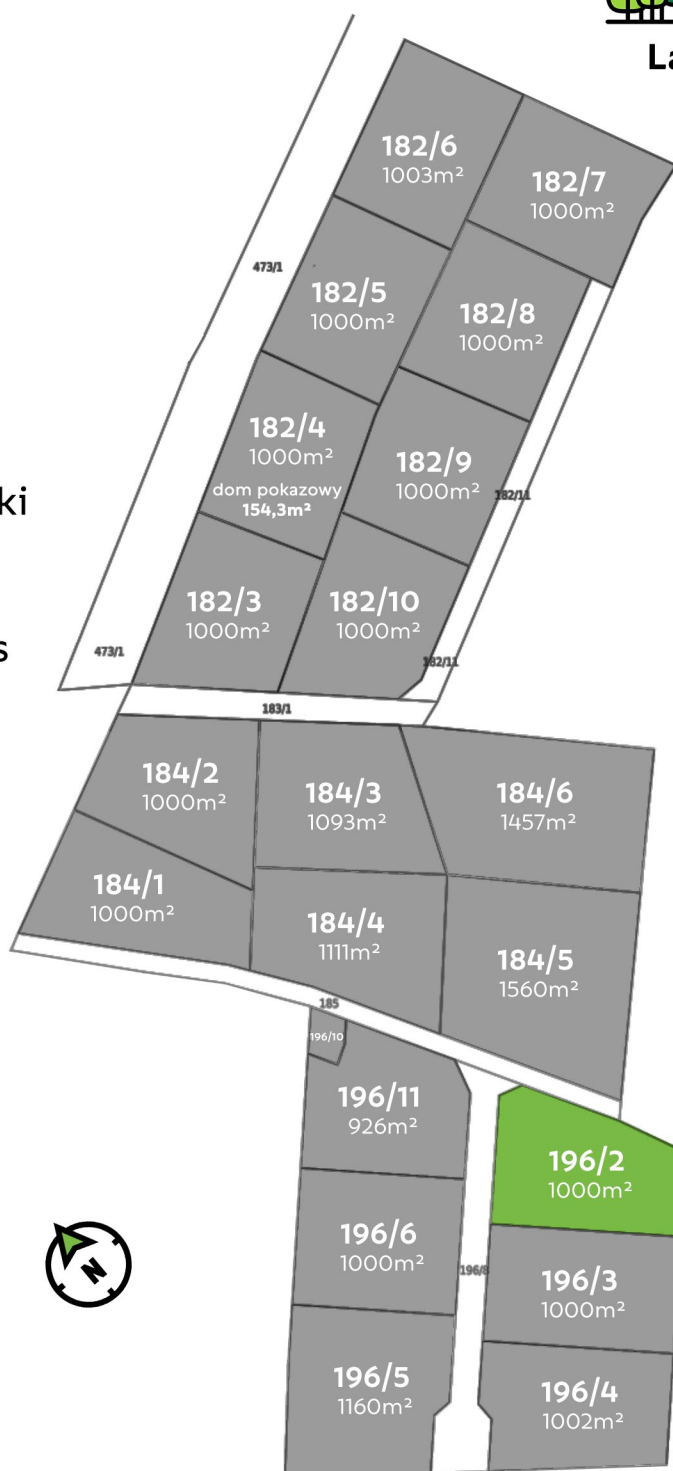 La
182/6
1003m²
182/7
1000m²
473/1
182/5
1000m²
182/8
1000m²
182/4
1000m²
dom pokazowy
154,3m²
182/9
1000m²
ki
182/11
182/3
1000m²
182/10
1000m²
s
473/1
182/11
183/1
184/2
1000m²
184/3
1093m²
184/6
1457m²
184/1
1000m²
184/4
1111m²
184/5
1560m²
185
196/10
196/11
926m²
196/2
1000m²
N
196/6
1000m²
196/8
196/3
1000m²
196/5
1160m²
196/4
1002m²